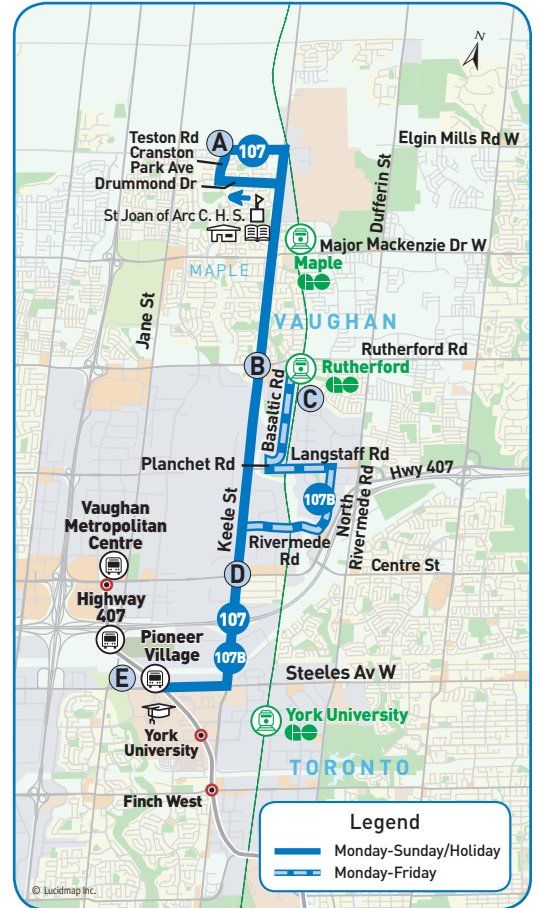 N
Teston Rd
Cranston
Park Ave
Drummond Dr
A
107
Elgin Mills Rd W
St Joan of Arc C. H. S.
Dufferin St
Major Mackenzie Dr W
Maple
MAPLE
Jane St
VAUGHAN
Rutherford Rd
B
Rutherford
C
Basaltic Rd
Planchet Rd
Langstaff Rd
Hwy 407
107B
North
Rivermede Rd
Keele St
Vaughan
Metropolitan
Centre
Rivermede
Rd
Centre St
D
Highway
407
107
Pioneer
Village
107B
E
Steeles Av W
York University
York
University
TORONTO
Finch West
Legend
Monday-Sunday/Holiday
Monday-Friday
© Lucidmap Inc.